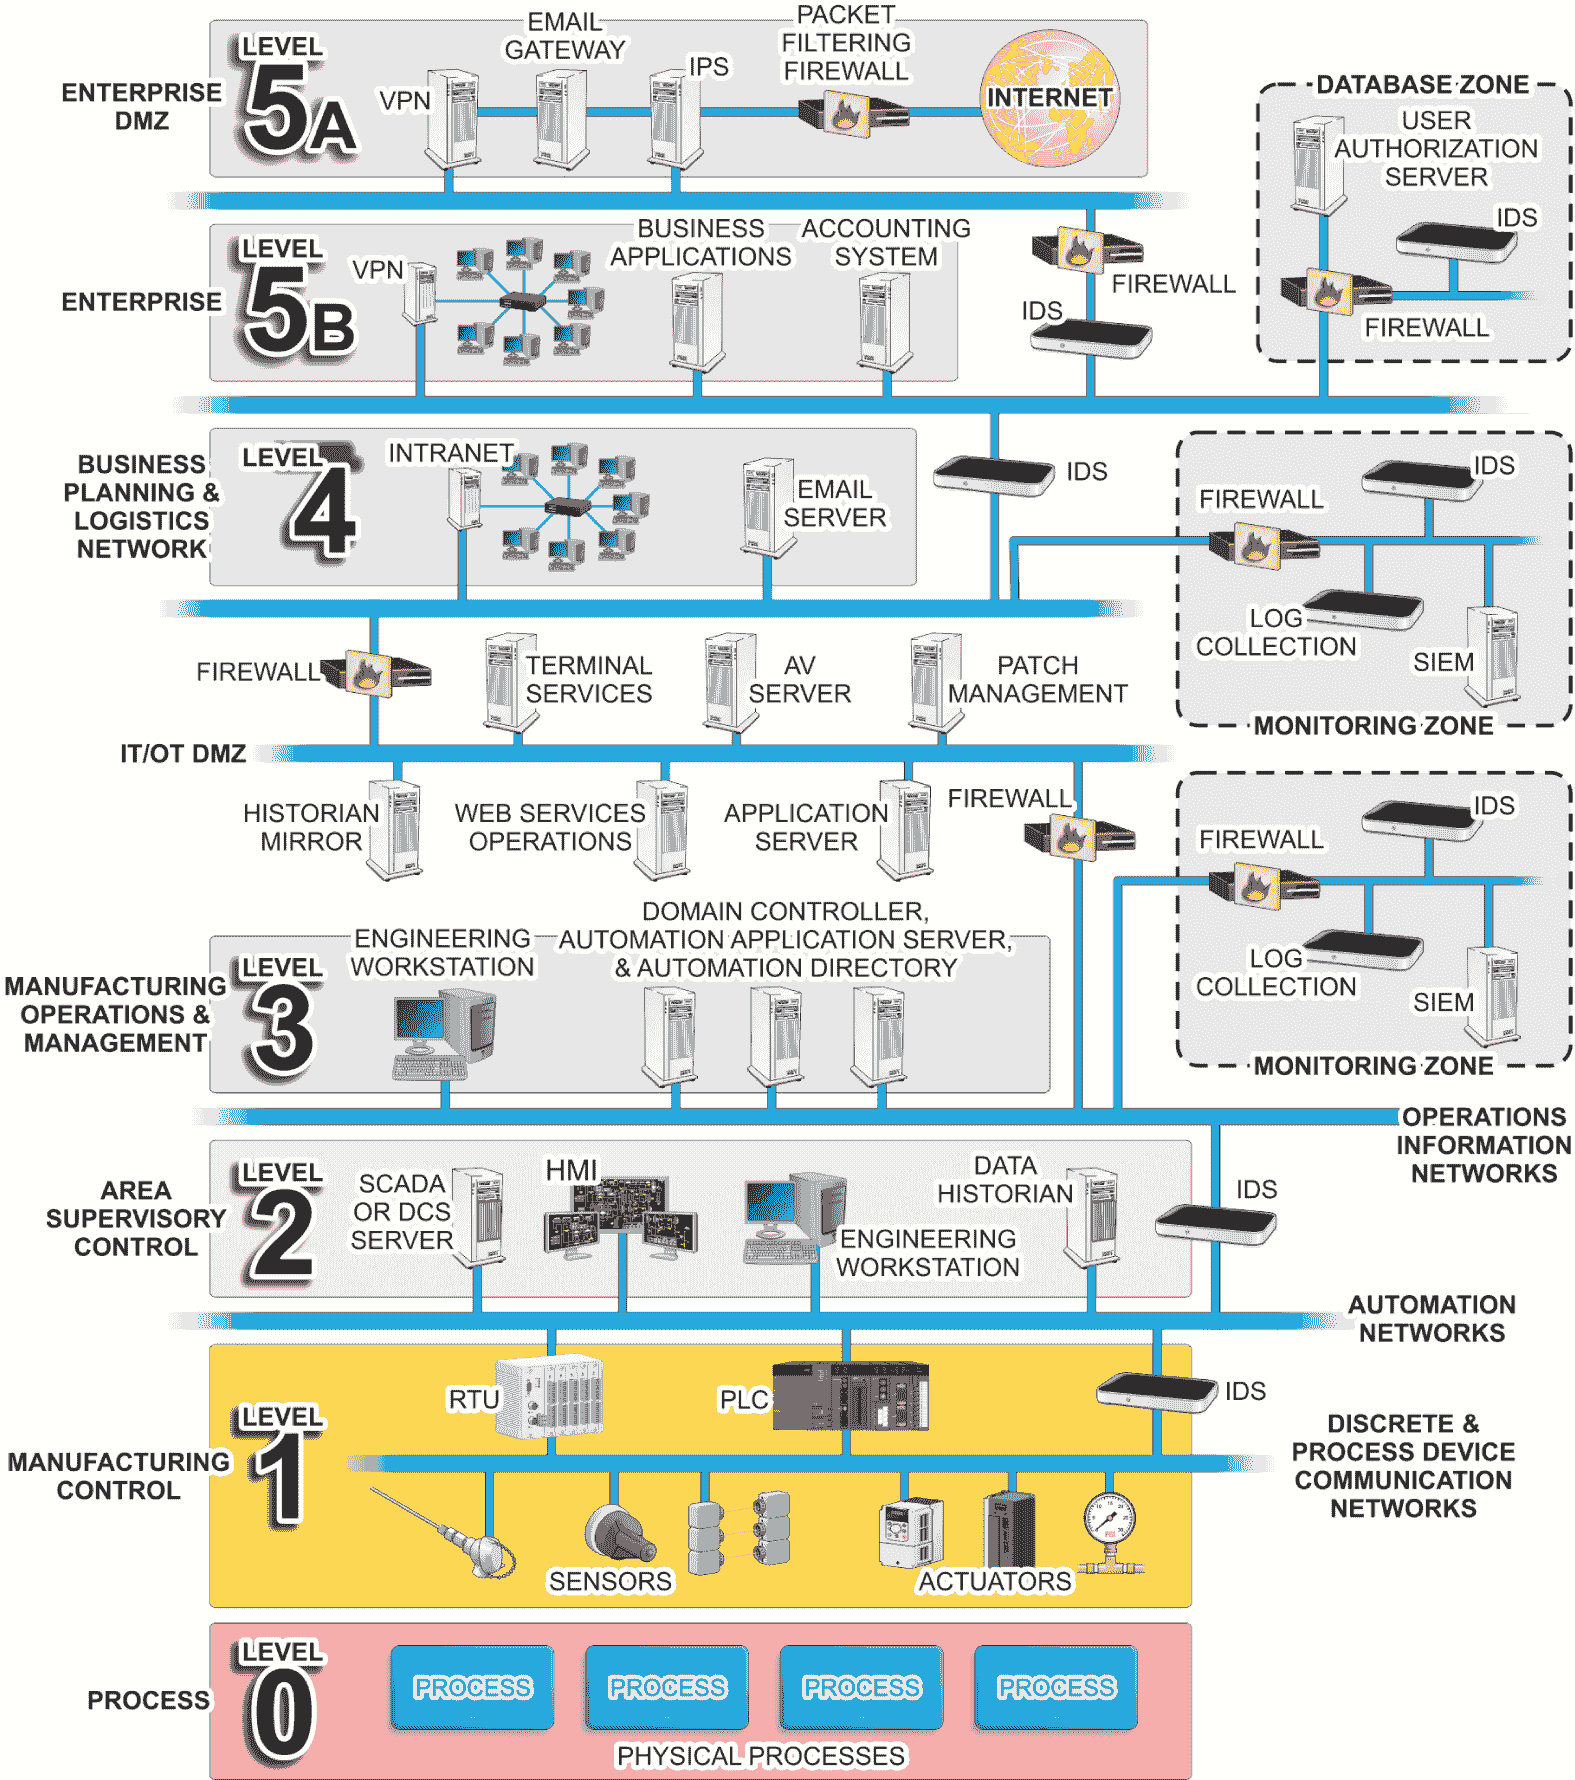 ENTERPRISE
DMZ
LEVEL
5A
VPN
EMAIL
GATEWAY
IPS
PACKET
FILTERING
FIREWALL
INTERNET
DATABASE ZONE
USER
AUTHORIZATION
SERVER
IDS
FIREWALL
ENTERPRISE
LEVEL
5B
VPN
BUSINESS
APPLICATIONS
ACCOUNTING
SYSTEM
FIREWALL
IDS
BUSINESS
PLANNING &
LOGISTICS
NETWORK
LEVEL
4
INTRANET
EMAIL
SERVER
IDS
FIREWALL
IDS
LOG
COLLECTION
SIEM
MONITORING ZONE
FIREWALL
TERMINAL
SERVICES
AV
SERVER
PATCH
MANAGEMENT
IT/OT DMZ
HISTORIAN
MIRROR
WEB SERVICES
OPERATIONS
APPLICATION
SERVER
FIREWALL
FIREWALL
IDS
LOG
COLLECTION
SIEM
MONITORING ZONE
MANUFACTURING
OPERATIONS &
MANAGEMENT
LEVEL
3
ENGINEERING
WORKSTATION
DOMAIN CONTROLLER,
AUTOMATION APPLICATION SERVER,
& AUTOMATION DIRECTORY
OPERATIONS
INFORMATION
NETWORKS
AREA
SUPERVISORY
CONTROL
LEVEL
2
SCADA
OR DCS
SERVER
HMI
ENGINEERING
WORKSTATION
DATA
HISTORIAN
IDS
AUTOMATION
NETWORKS
MANUFACTURING
CONTROL
LEVEL
1
RTU
PLC
IDS
DISCRETE &
PROCESS DEVICE
COMMUNICATION
NETWORKS
SENSORS
ACTUATORS
PROCESS
LEVEL
0
PROCESS
PROCESS
PROCESS
PROCESS
PHYSICAL PROCESSES